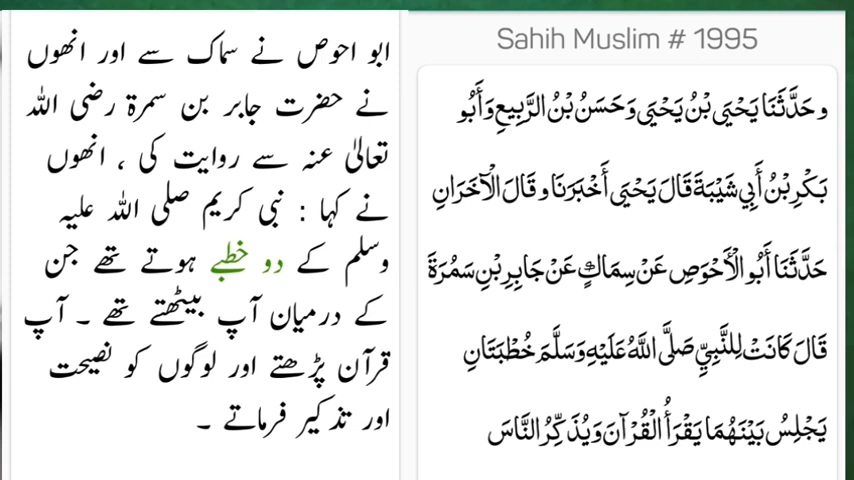 Sahih Muslim # 1995
وحَدَّثَنَا يَحْيَى بْنُ يَحْيَى وَحَسَنُ بْنُ الرَّبِيعِ وَأَبُو
بَكْرِ بْنُ أَبِي شَيْبَةَ قَالَ يَحْيَى أَخْبَرَنَا و قَالَ الْآخَرَانِ
حَدَّثَنَا أَبُو الْأَحْوَصِ عَنْ سِمَاكٍ عَنْ جَابِرِ بْنِ سَمُرَةَ
قَالَ كَانَتْ لِلنَّبِيِّ صَلَّى اللَّهُ عَلَيْهِ وَسَلَّمَ خُطْبَتَانِ
يَجْلِسُ بَيْنَهُمَا يَقْرَأُ الْقُرْآنَ وَيُذَكِّرُ النَّاسَ
ابو احوص نے سماک سے اور انھوں
نے حضرت جابر بن سمرۃ رضی اللہ
تعالیٰ عنہ سے روایت کی ، انھوں
نے کہا : نبی کریم صلی اللہ علیہ
وسلم کے دو خطبے ہوتے تھے جن
کے درمیان آپ بیٹھتے تھے ۔ آپ
قرآن پڑھتے اور لوگوں کو نصیحت
اور تذکیر فرماتے ۔